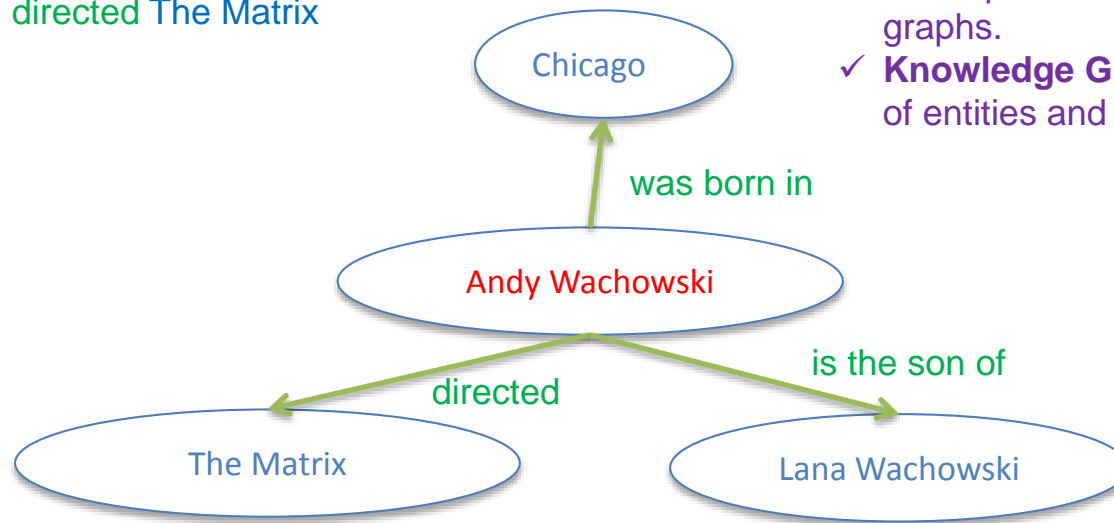 directed The Matrix
graphs.
✓ Knowledge G
of entities and
Chicago
was born in
Andy Wachowski
is the son of
directed
The Matrix
Lana Wachowski